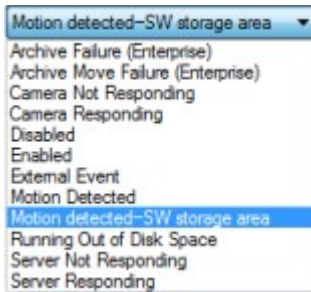 Motion detected-SW storage area
Archive Failure (Enterprise)
Archive Move Failure (Enterprise)
Camera Not Responding
Camera Responding
Disabled
Enabled
External Event
Motion Detected
Motion detected-SW storage area
Running Out of Disk Space
Server Not Responding
Server Responding